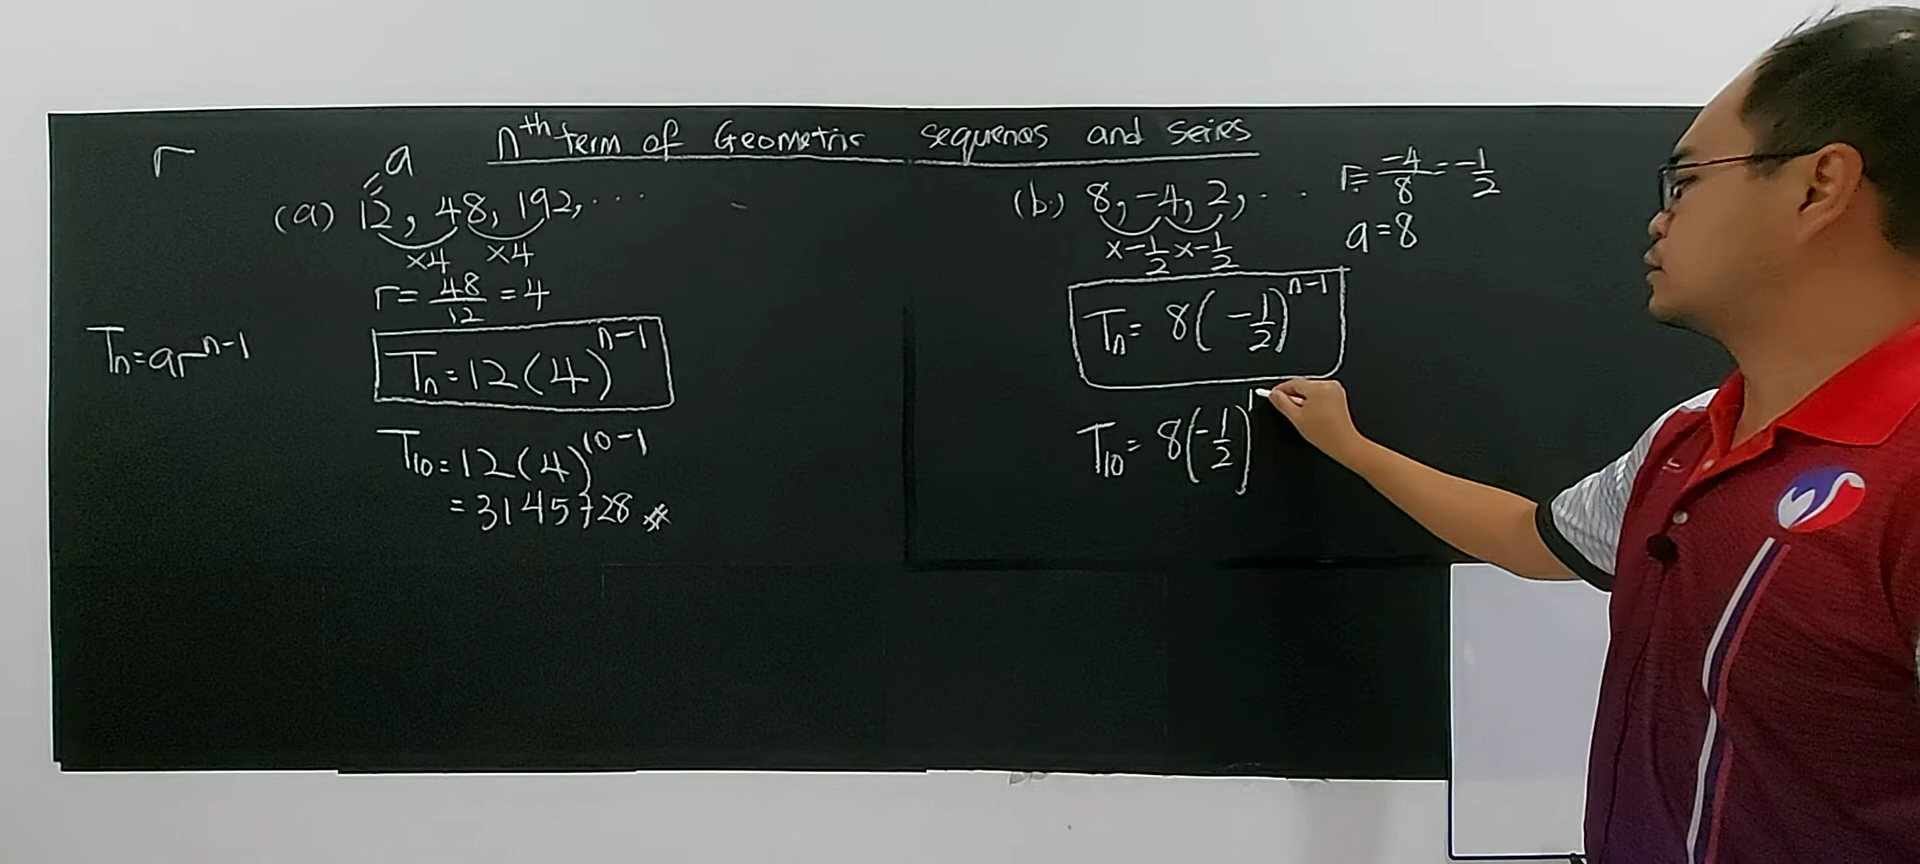 nth term of Geometric sequences and series
r
a
(a) 12, 48, 192, ...
×4 ×4
r = 48/12 = 4
Tn = ar^n-1
Tn = 12(4)^n-1
T10 = 12(4)^10-1
= 3145728 #
(b) 8, -4, 2, ...
r = -4/8 = -1/2
a = 8
×-1/2 ×-1/2
Tn = 8(-1/2)^n-1
T10 = 8(-1/2)^1